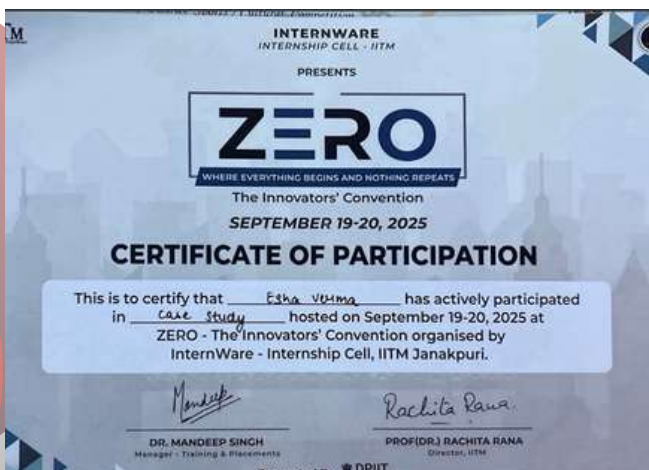 INTERNWARE
INTERNSHIP CELL - IITM
PRESENTS
ZERO
WHERE EVERYTHING BEGINS AND NOTHING REPEATS
The Innovators' Convention
SEPTEMBER 19-20, 2025
CERTIFICATE OF PARTICIPATION
This is to certify that Esha Verma has actively participated
in Case Study hosted on September 19-20, 2025 at
ZERO - The Innovators' Convention organised by
InternWare - Internship Cell, IITM Janakpuri.
Mandeep Rachita Rana.
DR. MANDEEP SINGH PROF(DR.) RACHITA RANA
Manager - Training & Placements Director, IITM
DPIIT